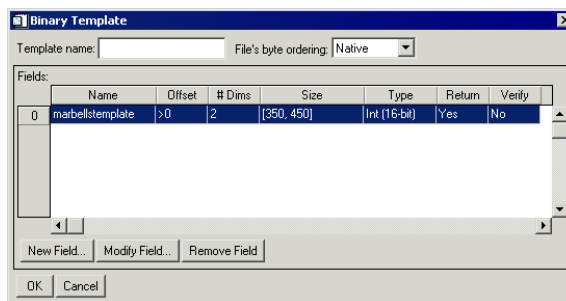 Binary Template
Template name: File's byte ordering: Native
Fields:
Name Offset # Dims Size Type Return Verify
0 marbellstemplate >0 2 [350, 450] Int (16-bit) Yes No
New Field... Modify Field... Remove Field
OK Cancel